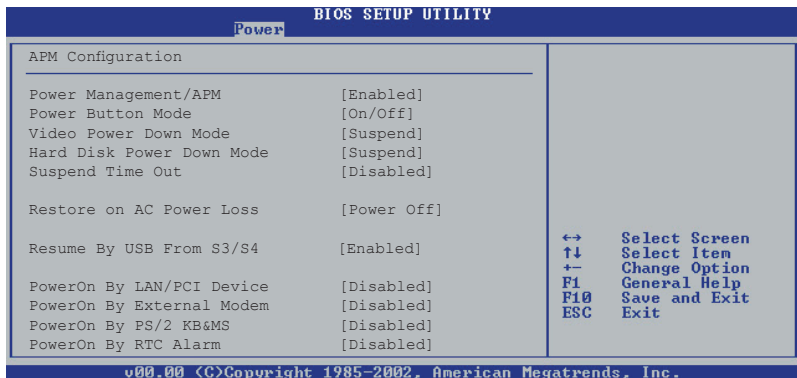 BIOS SETUP UTILITY
Power
APM Configuration
Power Management/APM [Enabled]
Power Button Mode [On/Off]
Video Power Down Mode [Suspend]
Hard Disk Power Down Mode [Suspend]
Suspend Time Out [Disabled]
Restore on AC Power Loss [Power Off]
Resume By USB From S3/S4 [Enabled]
PowerOn By LAN/PCI Device [Disabled]
PowerOn By External Modem [Disabled]
PowerOn By PS/2 KB&MS [Disabled]
PowerOn By RTC Alarm [Disabled]
↔ Select Screen
↑↓ Select Item
+- Change Option
F1 General Help
F10 Save and Exit
ESC Exit
v00.00 (C)Copyright 1985-2002, American Megatrends, Inc.